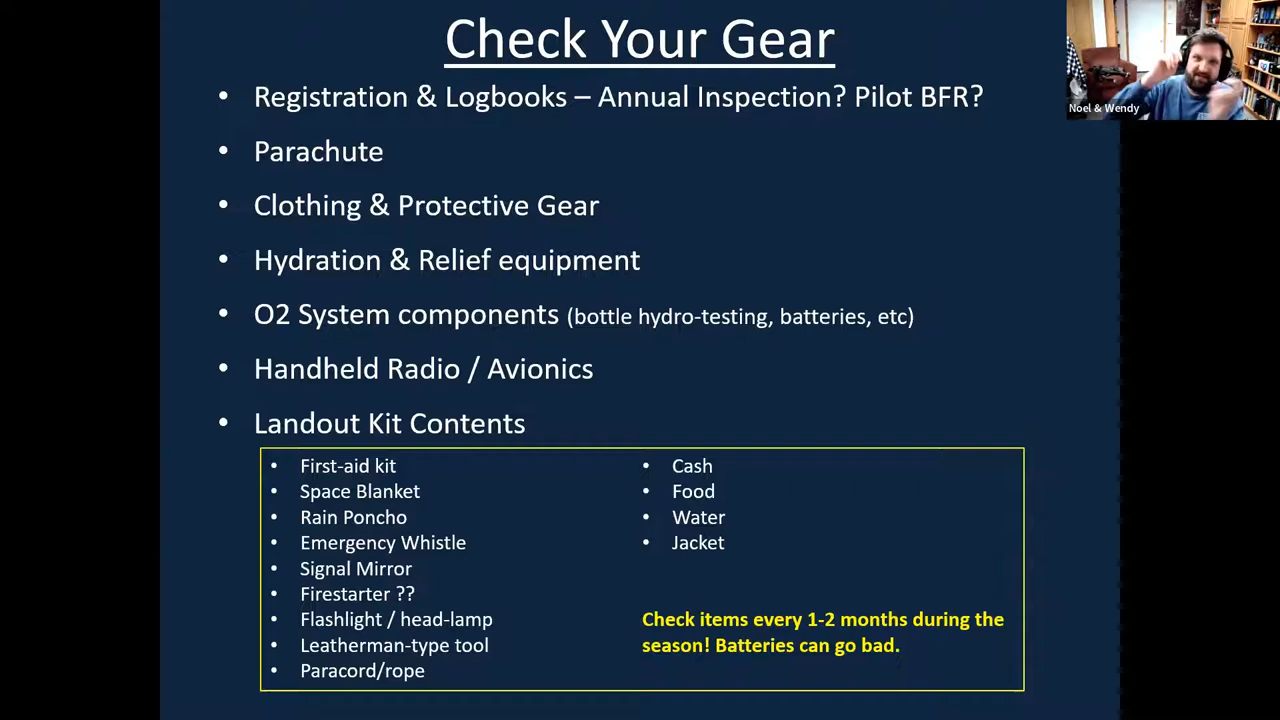 Check Your Gear
Noel & Wendy
• Registration & Logbooks – Annual Inspection? Pilot BFR?
• Parachute
• Clothing & Protective Gear
• Hydration & Relief equipment
• O2 System components (bottle hydro-testing, batteries, etc)
• Handheld Radio / Avionics
• Landout Kit Contents
• First-aid kit
• Space Blanket
• Rain Poncho
• Emergency Whistle
• Signal Mirror
• Firestarter ??
• Flashlight / head-lamp
• Leatherman-type tool
• Paracord/rope
• Cash
• Food
• Water
• Jacket
Check items every 1-2 months during the
season! Batteries can go bad.